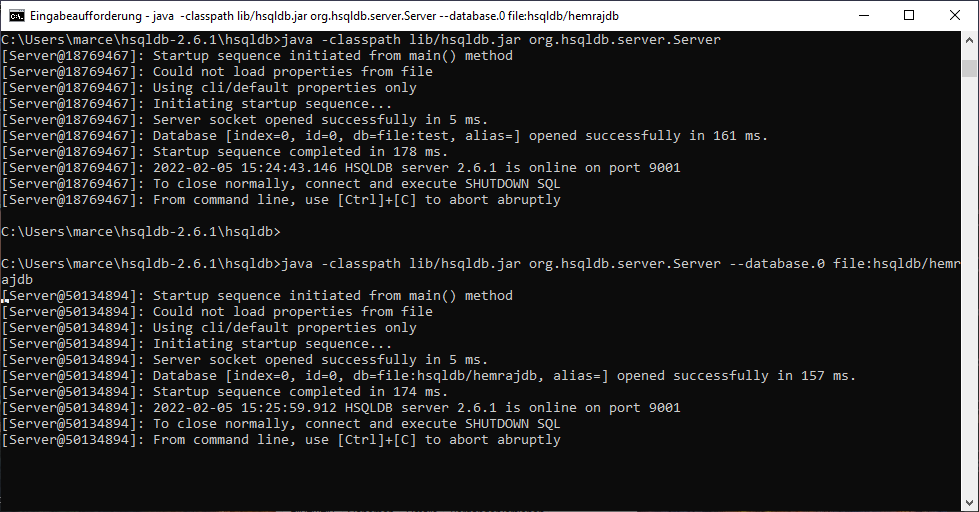 Eingabeaufforderung - java -classpath lib/hsqldb.jar org.hsqldb.server.Server --database.0 file:hsqldb/hemrajdb
C:\Users\marce\hsqldb-2.6.1\hsqldb>java -classpath lib/hsqldb.jar org.hsqldb.server.Server
[Server@18769467]: Startup sequence initiated from main() method
[Server@18769467]: Could not load properties from file
[Server@18769467]: Using cli/default properties only
[Server@18769467]: Initiating startup sequence...
[Server@18769467]: Server socket opened successfully in 5 ms.
[Server@18769467]: Database [index=0, id=0, db=file:test, alias=] opened successfully in 161 ms.
[Server@18769467]: Startup sequence completed in 178 ms.
[Server@18769467]: 2022-02-05 15:24:43.146 HSQLDB server 2.6.1 is online on port 9001
[Server@18769467]: To close normally, connect and execute SHUTDOWN SQL
[Server@18769467]: From command line, use [Ctrl]+[C] to abort abruptly
C:\Users\marce\hsqldb-2.6.1\hsqldb>
C:\Users\marce\hsqldb-2.6.1\hsqldb>java -classpath lib/hsqldb.jar org.hsqldb.server.Server --database.0 file:hsqldb/hemr
ajdb
[Server@50134894]: Startup sequence initiated from main() method
[Server@50134894]: Could not load properties from file
[Server@50134894]: Using cli/default properties only
[Server@50134894]: Initiating startup sequence...
[Server@50134894]: Server socket opened successfully in 5 ms.
[Server@50134894]: Database [index=0, id=0, db=file:hsqldb/hemrajdb, alias=] opened successfully in 157 ms.
[Server@50134894]: Startup sequence completed in 174 ms.
[Server@50134894]: 2022-02-05 15:25:59.912 HSQLDB server 2.6.1 is online on port 9001
[Server@50134894]: To close normally, connect and execute SHUTDOWN SQL
[Server@50134894]: From command line, use [Ctrl]+[C] to abort abruptly